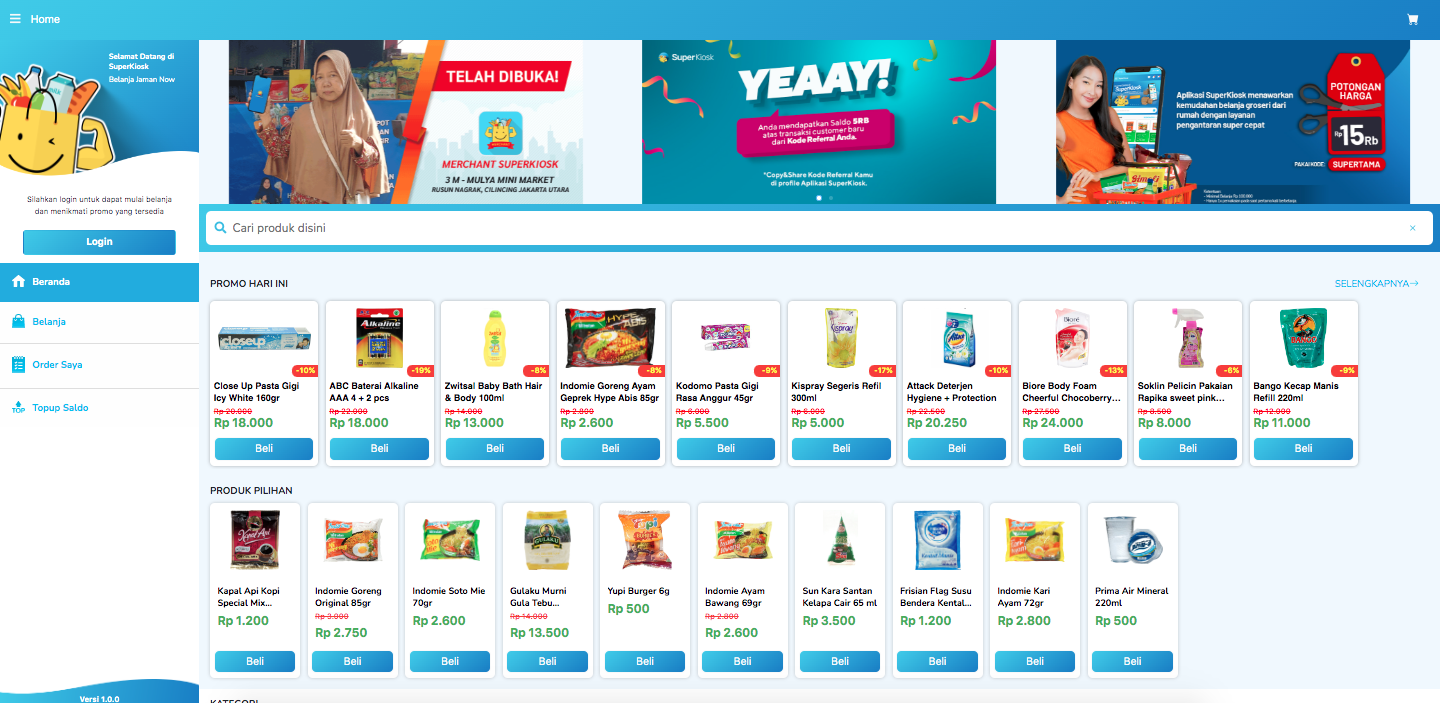 Home
Selamat Datang di
SuperKiosk
Belanja Jaman Now
Silahkan login untuk dapat mulai belanja
dan menikmati promo yang tersedia
Login
Beranda
Belanja
Order Saya
Topup Saldo
Versi 1.0.0
TELAH DIBUKA!
MERCHANT SUPERKIOSK
3 M - MULYA MINI MARKET
RUSUN NAGRAK, CILINCING JAKARTA UTARA
SuperKiosk
YEAAY!
Anda mendapatkan Saldo 5RB
atas transaksi customer baru
dari Kode Referral Anda.
*Copy&Share Kode Referral Kamu
di profile Aplikasi SuperKiosk.
Aplikasi SuperKiosk menawarkan
kemudahan belanja groseri dari
rumah dengan layanan
pengantaran super cepat
POTONGAN
HARGA
Rp 15Rb
PAKAI KODE: SUPERTAMA
Cari produk disini
PROMO HARI INI
SELENGKAPNYA
-10%
Close Up Pasta Gigi
Icy White 160gr
Rp 20.000
Rp 18.000
Beli
-19%
ABC Baterai Alkaline
AAA 4 + 2 pcs
Rp 22.000
Rp 18.000
Beli
-8%
Zwitsal Baby Bath Hair
& Body 100ml
Rp 14.000
Rp 13.000
Beli
-8%
Indomie Goreng Ayam
Geprek Hype Abis 85gr
Rp 2.800
Rp 2.600
Beli
-9%
Kodomo Pasta Gigi
Rasa Anggur 45gr
Rp 6.000
Rp 5.500
Beli
-17%
Kispray Segeris Refil
300ml
Rp 6.000
Rp 5.000
Beli
-10%
Attack Deterjen
Hygiene + Protection
Rp 22.500
Rp 20.250
Beli
-13%
Biore Body Foam
Cheerful Chocoberry...
Rp 27.500
Rp 24.000
Beli
-6%
Soklin Pelicin Pakaian
Rapika sweet pink...
Rp 8.500
Rp 8.000
Beli
-9%
Bango Kecap Manis
Refill 220ml
Rp 12.000
Rp 11.000
Beli
PRODUK PILIHAN
Kapal Api Kopi
Special Mix...
Rp 1.200
Beli
Indomie Goreng
Original 85gr
Rp 3.000
Rp 2.750
Beli
Indomie Soto Mie
70gr
Rp 2.600
Beli
Gulaku Murni
Gula Tebu...
Rp 14.000
Rp 13.500
Beli
Yupi Burger 6g
Rp 500
Beli
Indomie Ayam
Bawang 69gr
Rp 2.800
Rp 2.600
Beli
Sun Kara Santan
Kelapa Cair 65 ml
Rp 3.500
Beli
Frisian Flag Susu
Bendera Kental...
Rp 1.200
Beli
Indomie Kari
Ayam 72gr
Rp 2.800
Beli
Prima Air Mineral
220ml
Rp 500
Beli
KATEGORI